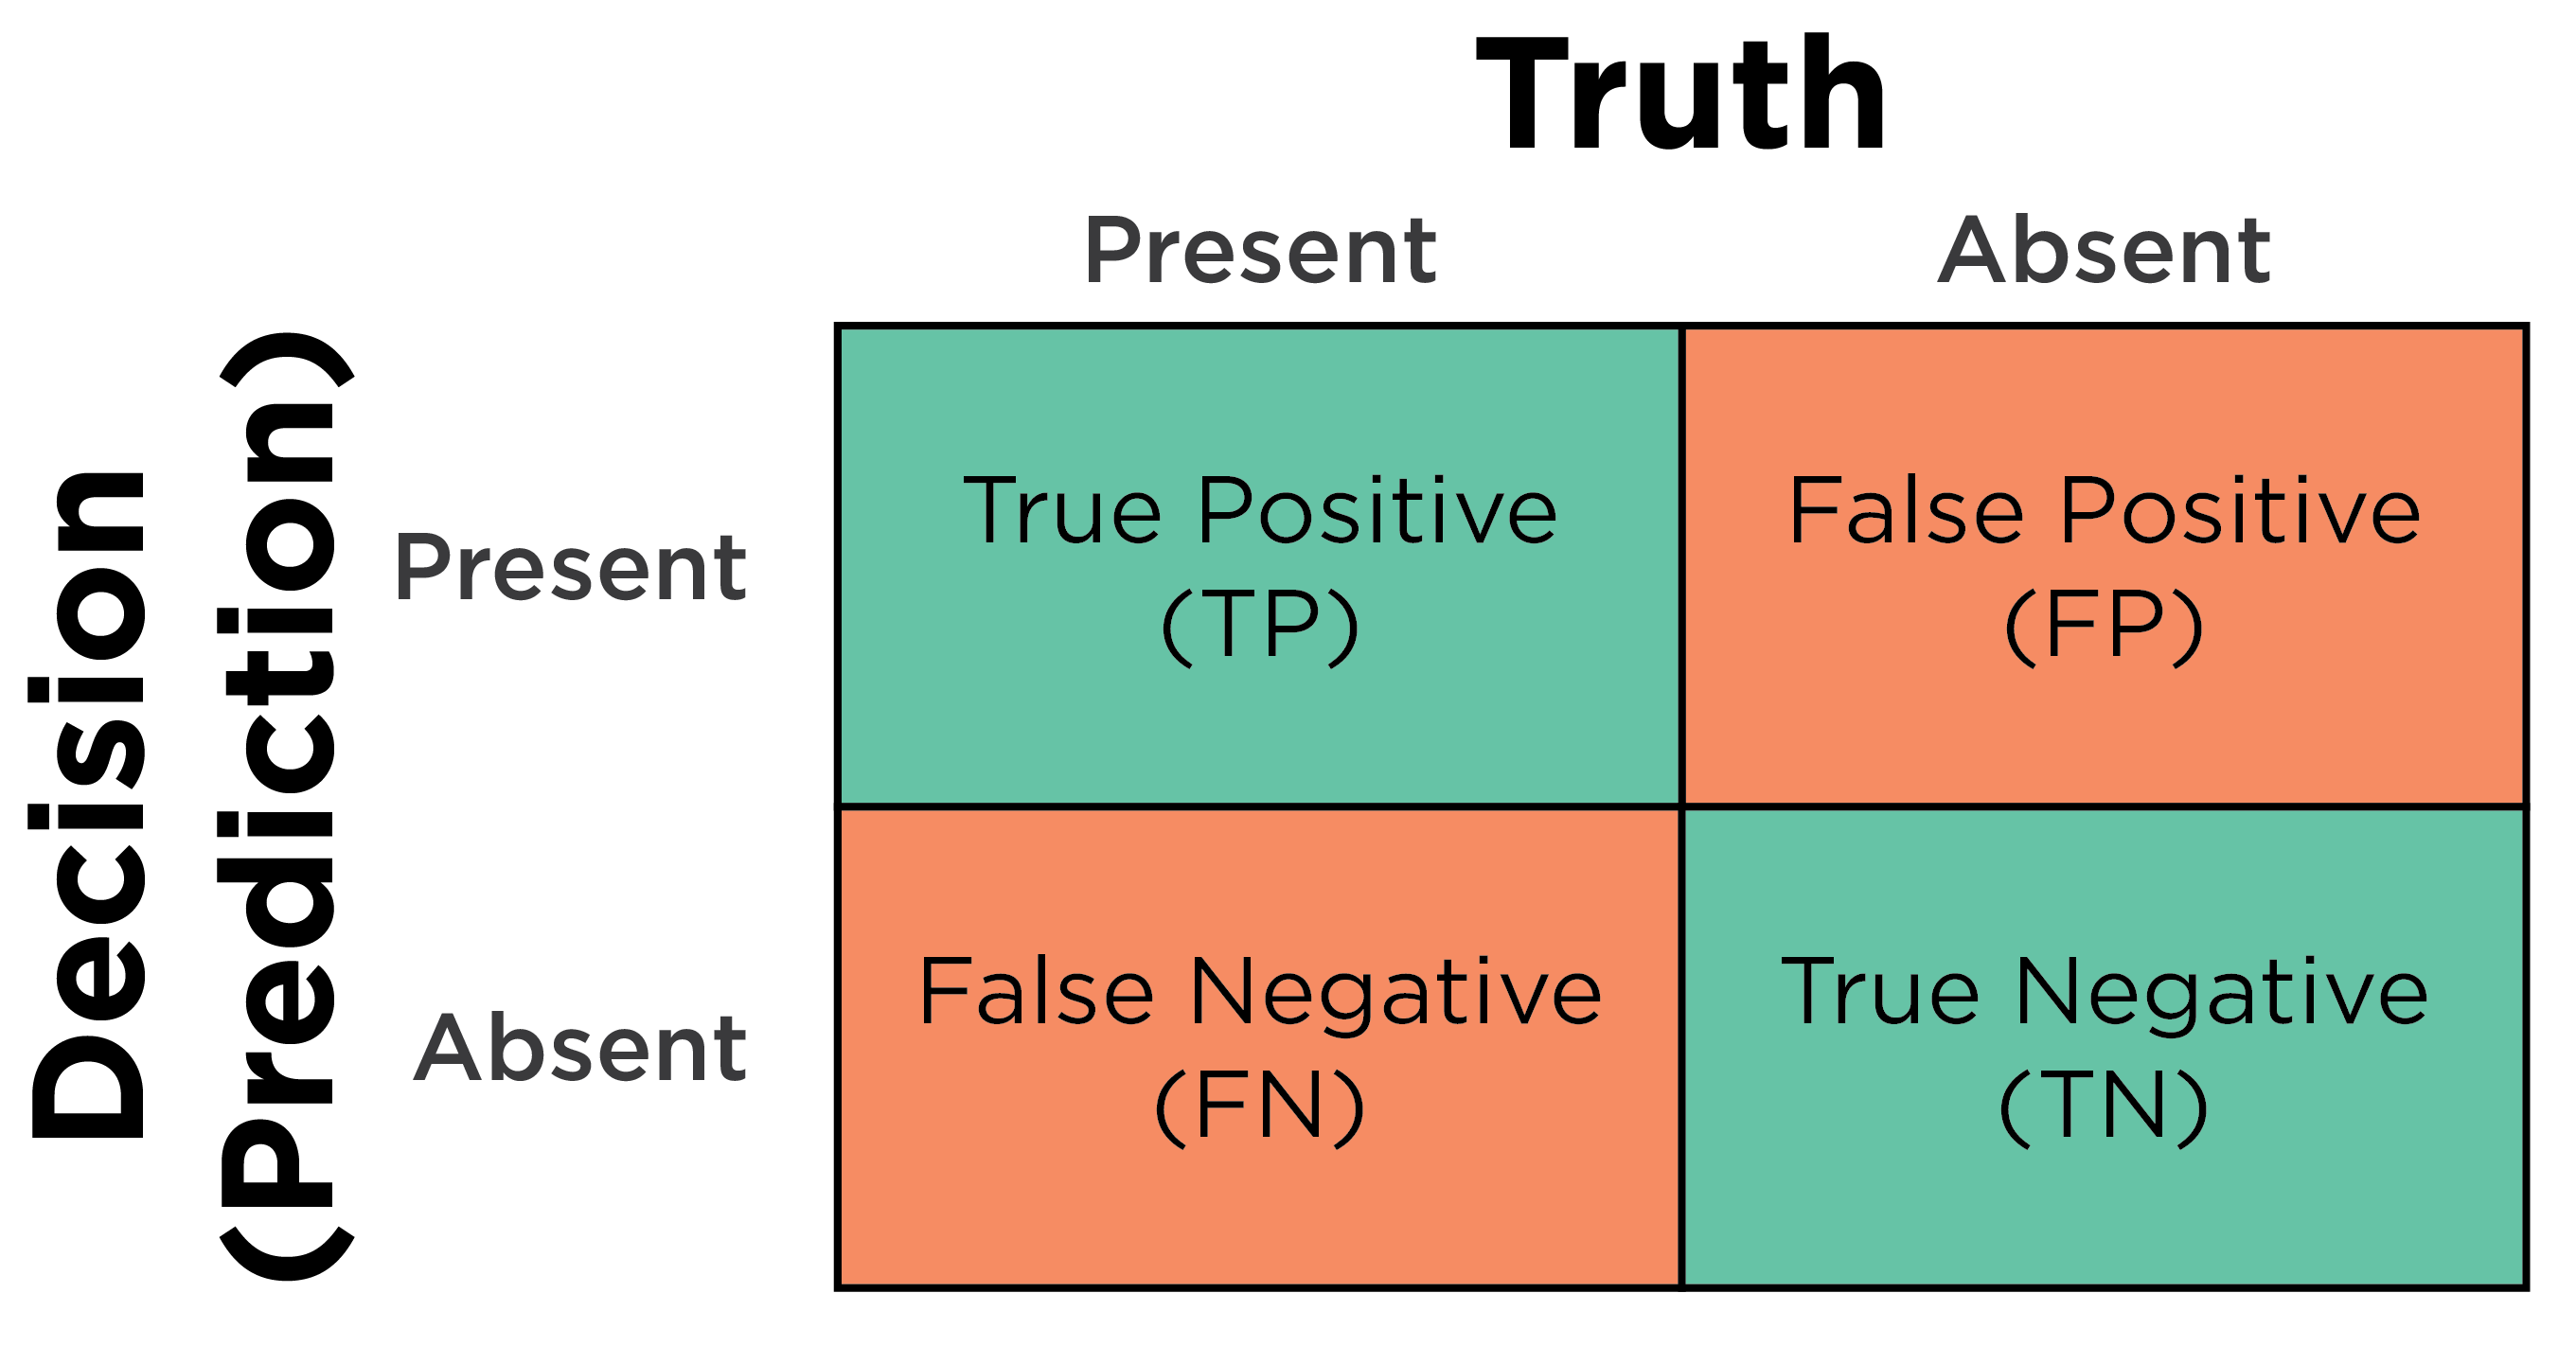 Truth
Present
Absent
Decision
(Prediction)
Present
True Positive
(TP)
False Positive
(FP)
Absent
False Negative
(FN)
True Negative
(TN)